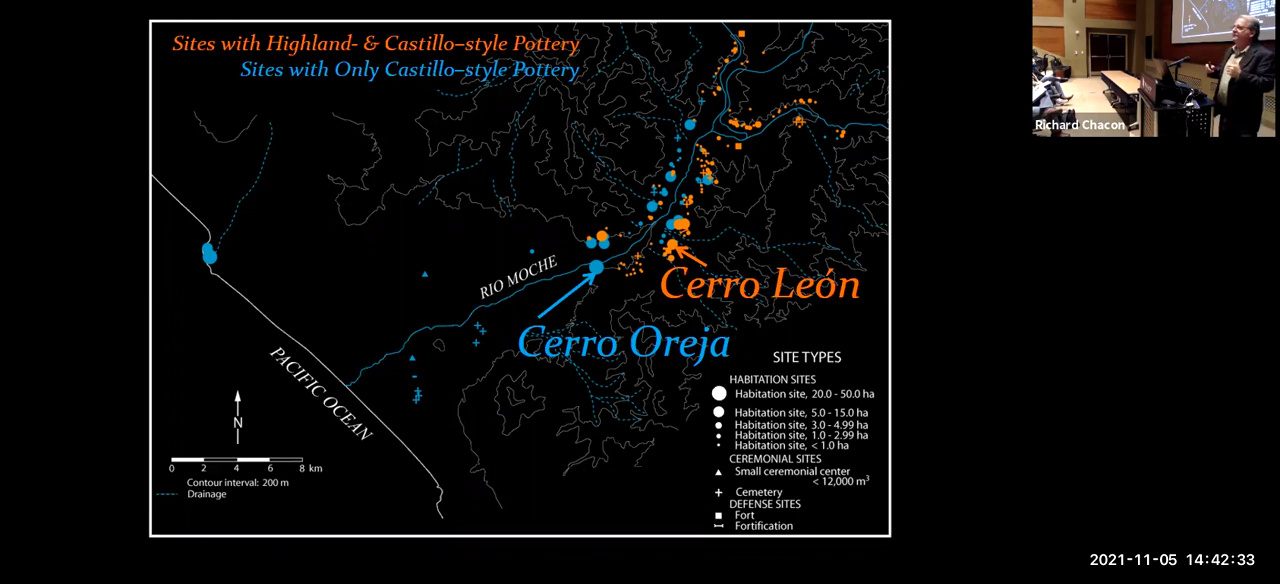 Sites with Highland- & Castillo–style Pottery
Sites with Only Castillo–style Pottery
Richard Chacon
RIO MOCHE
Cerro León
Cerro Oreja
PACIFIC OCEAN
N
0 2 4 6 8 km
Contour interval: 200 m
Drainage
SITE TYPES
HABITATION SITES
Habitation site, 20.0 - 50.0 ha
Habitation site, 5.0 - 15.0 ha
Habitation site, 3.0 - 4.99 ha
Habitation site, 1.0 - 2.99 ha
Habitation site, < 1.0 ha
CEREMONIAL SITES
Small ceremonial center
< 12,000 m³
Cemetery
DEFENSE SITES
Fort
Fortification
2021-11-05 14:42:33